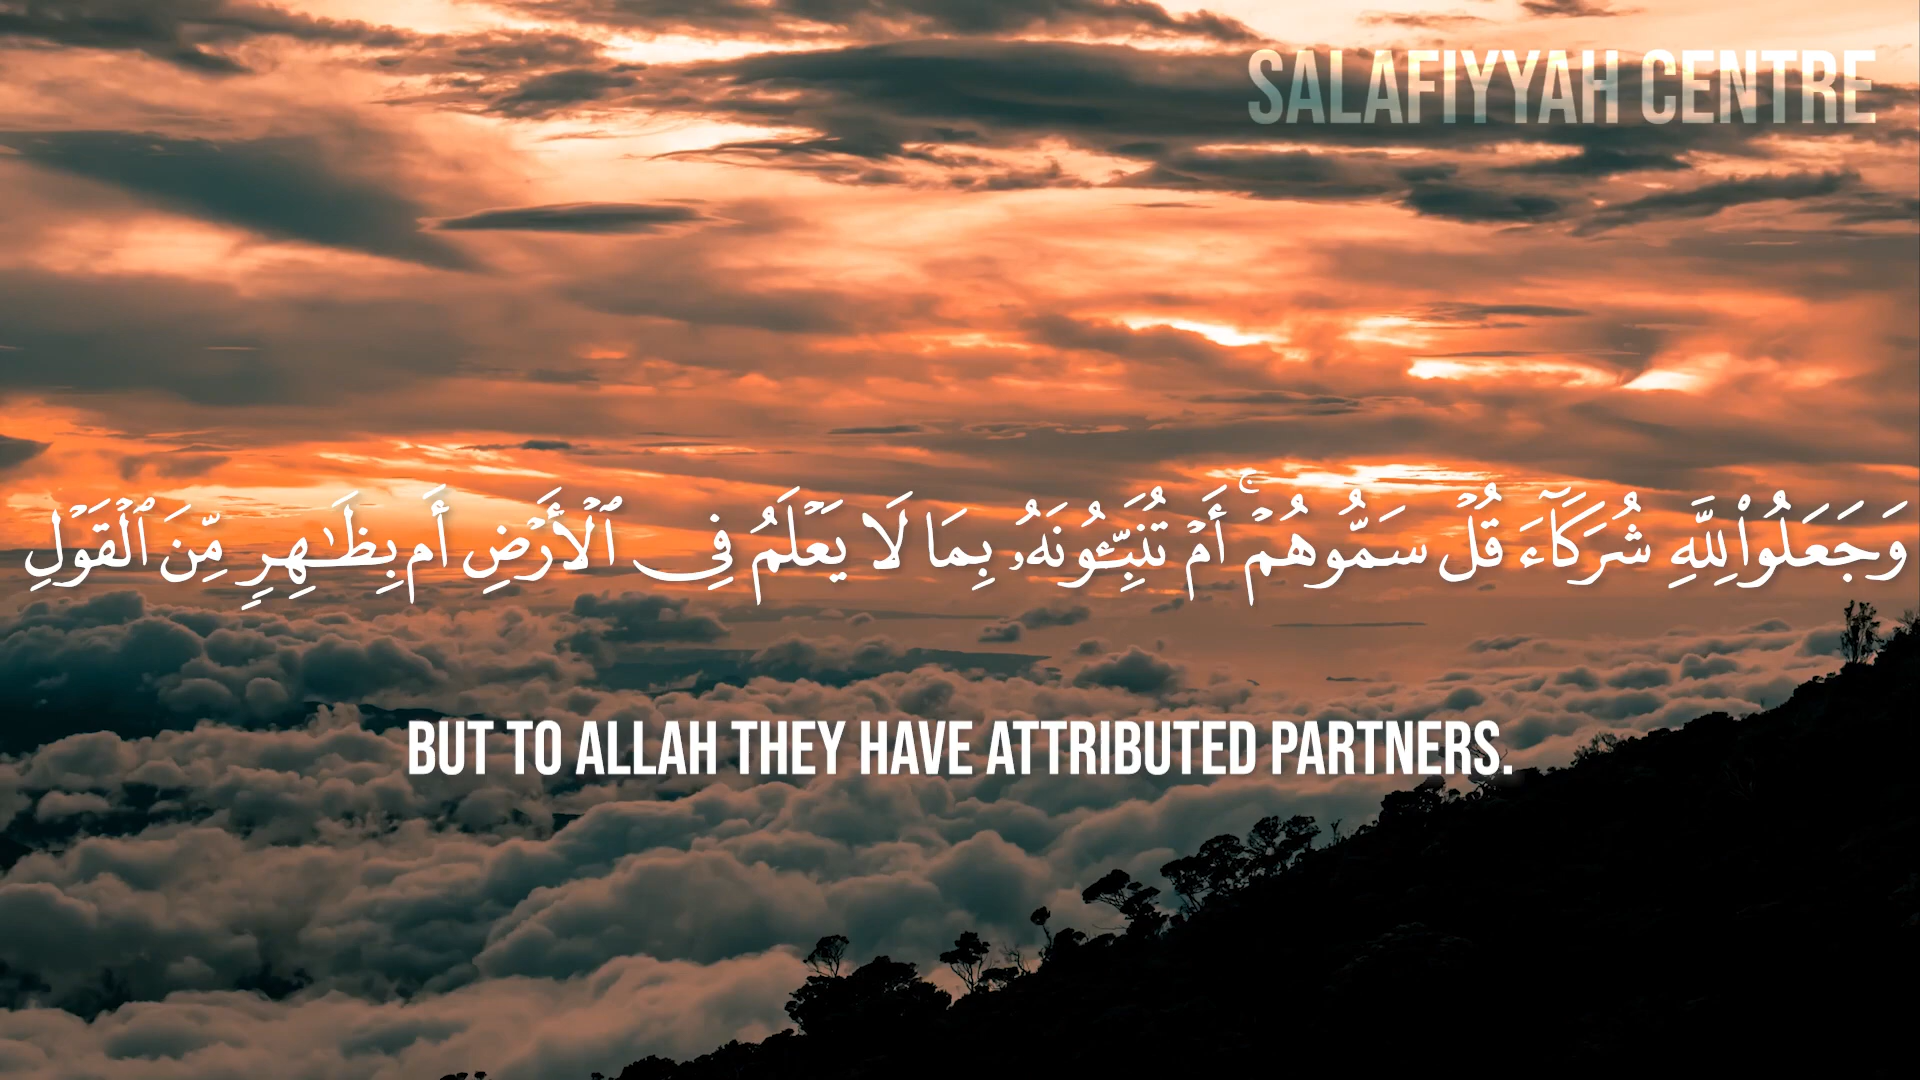 SALAFIYYAH CENTRE
وَجَعَلُوا۟لِلَّهِ شُرَكَآءَ قُلْ سَمُّوهُمْ ۚ أَمْ تُنَبِّـُٔونَهُۥ بِمَا لَا يَعْلَمُ فِى ٱلْأَرْضِ أَم بِظَـٰهِرٍۢ مِّنَ ٱلْقَوْلِ
BUT TO ALLAH THEY HAVE ATTRIBUTED PARTNERS.